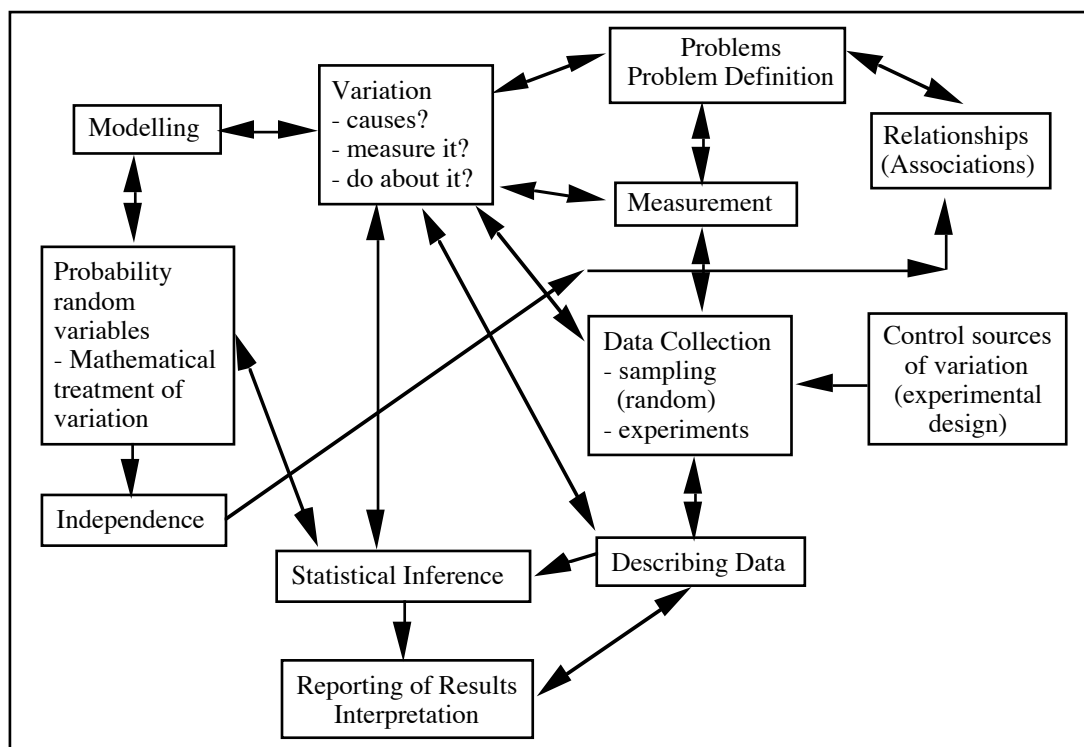 Problems
Problem Definition
Variation
- causes?
- measure it?
- do about it?
Modelling
Relationships
(Associations)
Measurement
Probability
random
variables
- Mathematical
treatment of
variation
Data Collection
- sampling
(random)
- experiments
Control sources
of variation
(experimental
design)
Independence
Statistical Inference
Describing Data
Reporting of Results
Interpretation